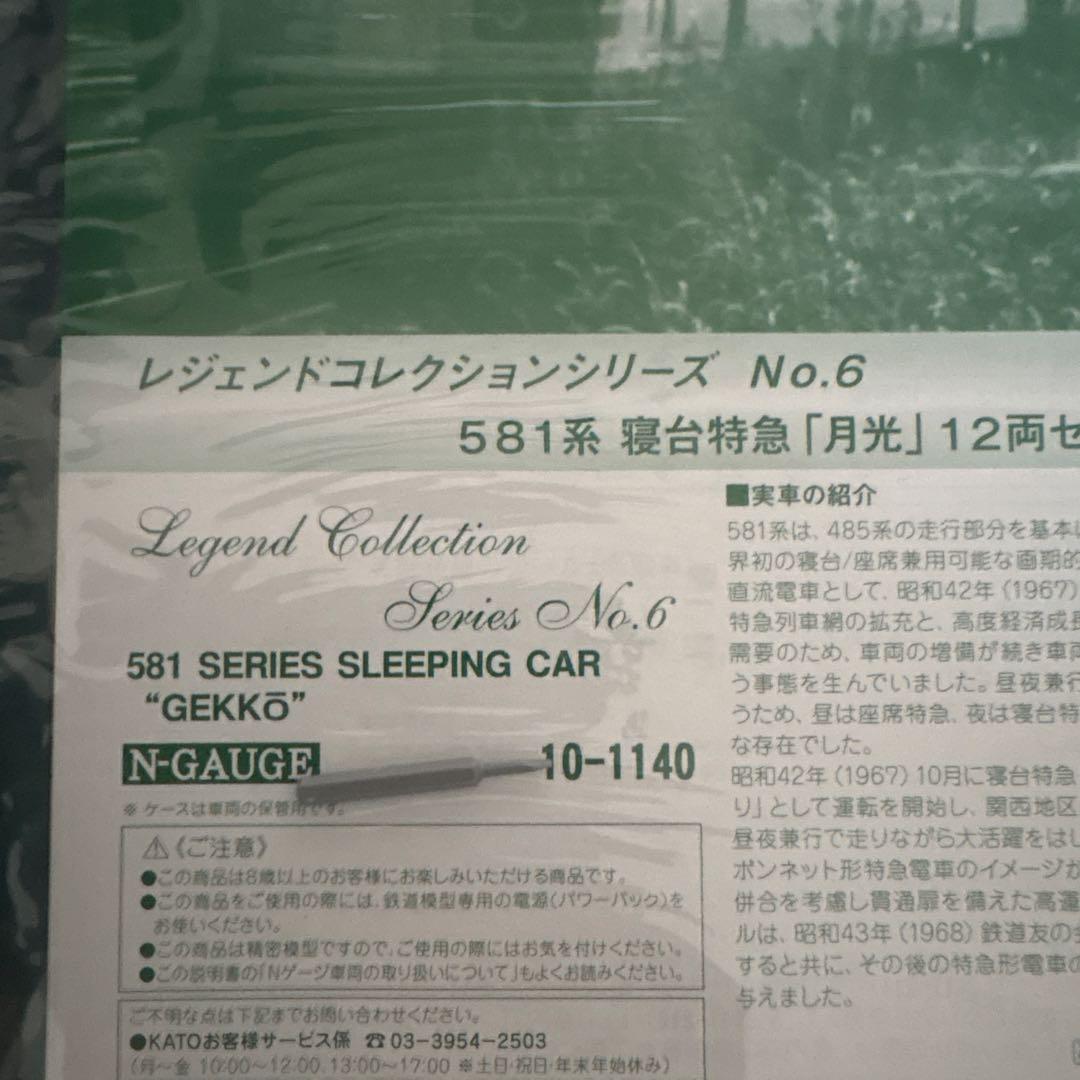 レジェンドコレクションシリーズ No.6
581系 寝台特急「月光」12両セ
Legend Collection
Series No.6
581 SERIES SLEEPING CAR
“GEKKŌ”
N-GAUGE 10-1140
※ ケースは車両の保管用です。
⚠《ご注意》
●この商品は8歳以上のお客様にお楽しみいただける商品です。
●この商品をご使用の際には、鉄道模型専用の電源（パワーパック）を
お使いください。
●この商品は精密模型ですので、ご使用の際にはお気を付けください。
●この説明書の「Nゲージ車両の取り扱いについて」もよくお読みください。
ご不明な点は下記までお問い合わせください。
●KATOお客様サービス係 ☎03-3954-2503
（月～金 10:00～12:00、13:00～17:00 ※土日・祝日・年末年始休み）
■実車の紹介
581系は、485系の走行部分を基本
界初の寝台/座席兼用可能な画期的
直流電車として、昭和42年（1967）
特急列車網の拡充と、高度経済成長
需要のため、車両の増備が続き車両
う事態を生んでいました。昼夜兼行
うため、昼は座席特急、夜は寝台特
な存在でした。
昭和42年（1967）10月に寝台特急
り」として運転を開始し、関西地区
昼夜兼行で走りながら大活躍をはし
ボンネット形特急電車のイメージか
併合を考慮し貫通扉を備えた高運
ルは、昭和43年（1968）鉄道友の会
すると共に、その後の特急形電車の
与えました。